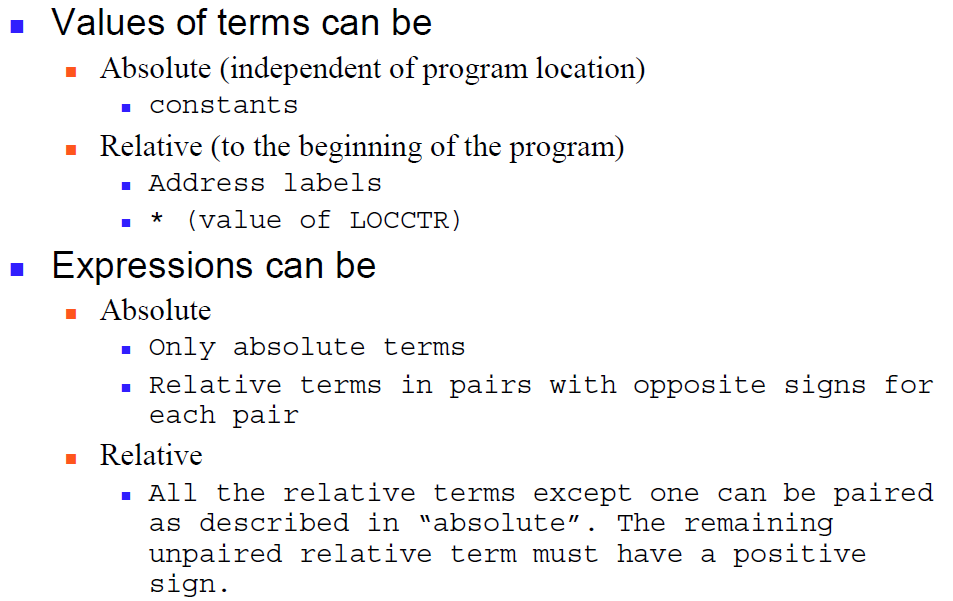 Values of terms can be
Absolute (independent of program location)
constants
Relative (to the beginning of the program)
Address labels
* (value of LOCCTR)
Expressions can be
Absolute
Only absolute terms
Relative terms in pairs with opposite signs for
each pair
Relative
All the relative terms except one can be paired
as described in “absolute”. The remaining
unpaired relative term must have a positive
sign.